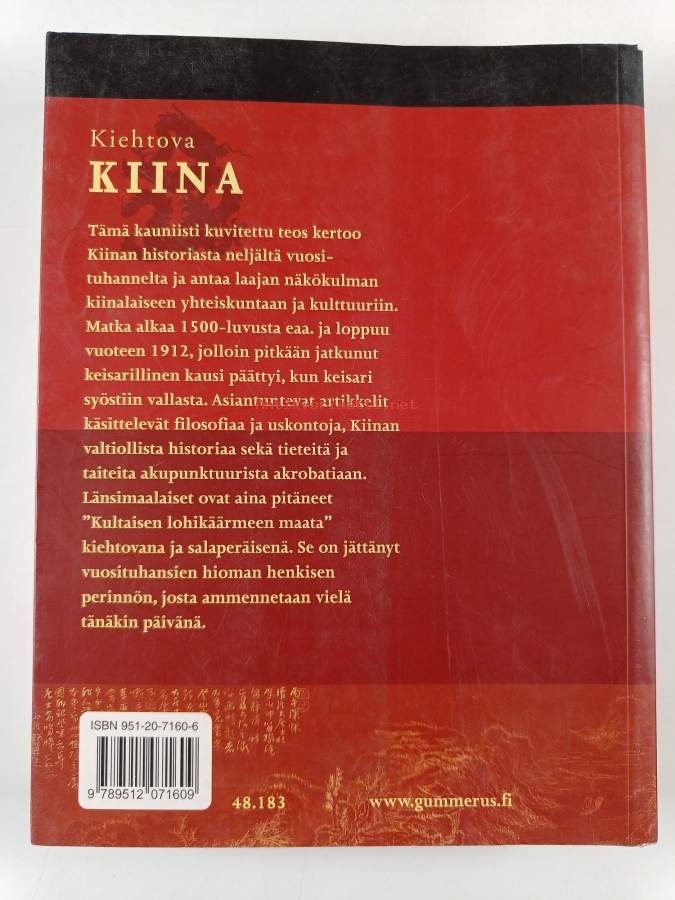 Kiehtova
KIINA
Tämä kauniisti kuvitettu teos kertoo
Kiinan historiasta neljältä vuosi-
tuhannelta ja antaa laajan näkökulman
kiinalaiseen yhteiskuntaan ja kulttuuriin.
Matka alkaa 1500-luvusta eaa. ja loppuu
vuoteen 1912, jolloin pitkään jatkunut
keisarillinen kausi päättyi, kun keisari
syöstiin vallasta. Asiantuntevat artikkelit
käsittelevät filosofiaa ja uskontoja, Kiinan
valtiollista historiaa sekä tieteitä ja
taiteita akupunktuurista akrobatiaan.
Länsimaalaiset ovat aina pitäneet
”Kultaisen lohikäärmeen maata”
kiehtovana ja salaperäisenä. Se on jättänyt
vuosituhansien hioman henkisen
perinnön, josta ammennetaan vielä
tänäkin päivänä.
ISBN 951-20-7160-6
9 789512 071609
48.183
www.gummerus.fi